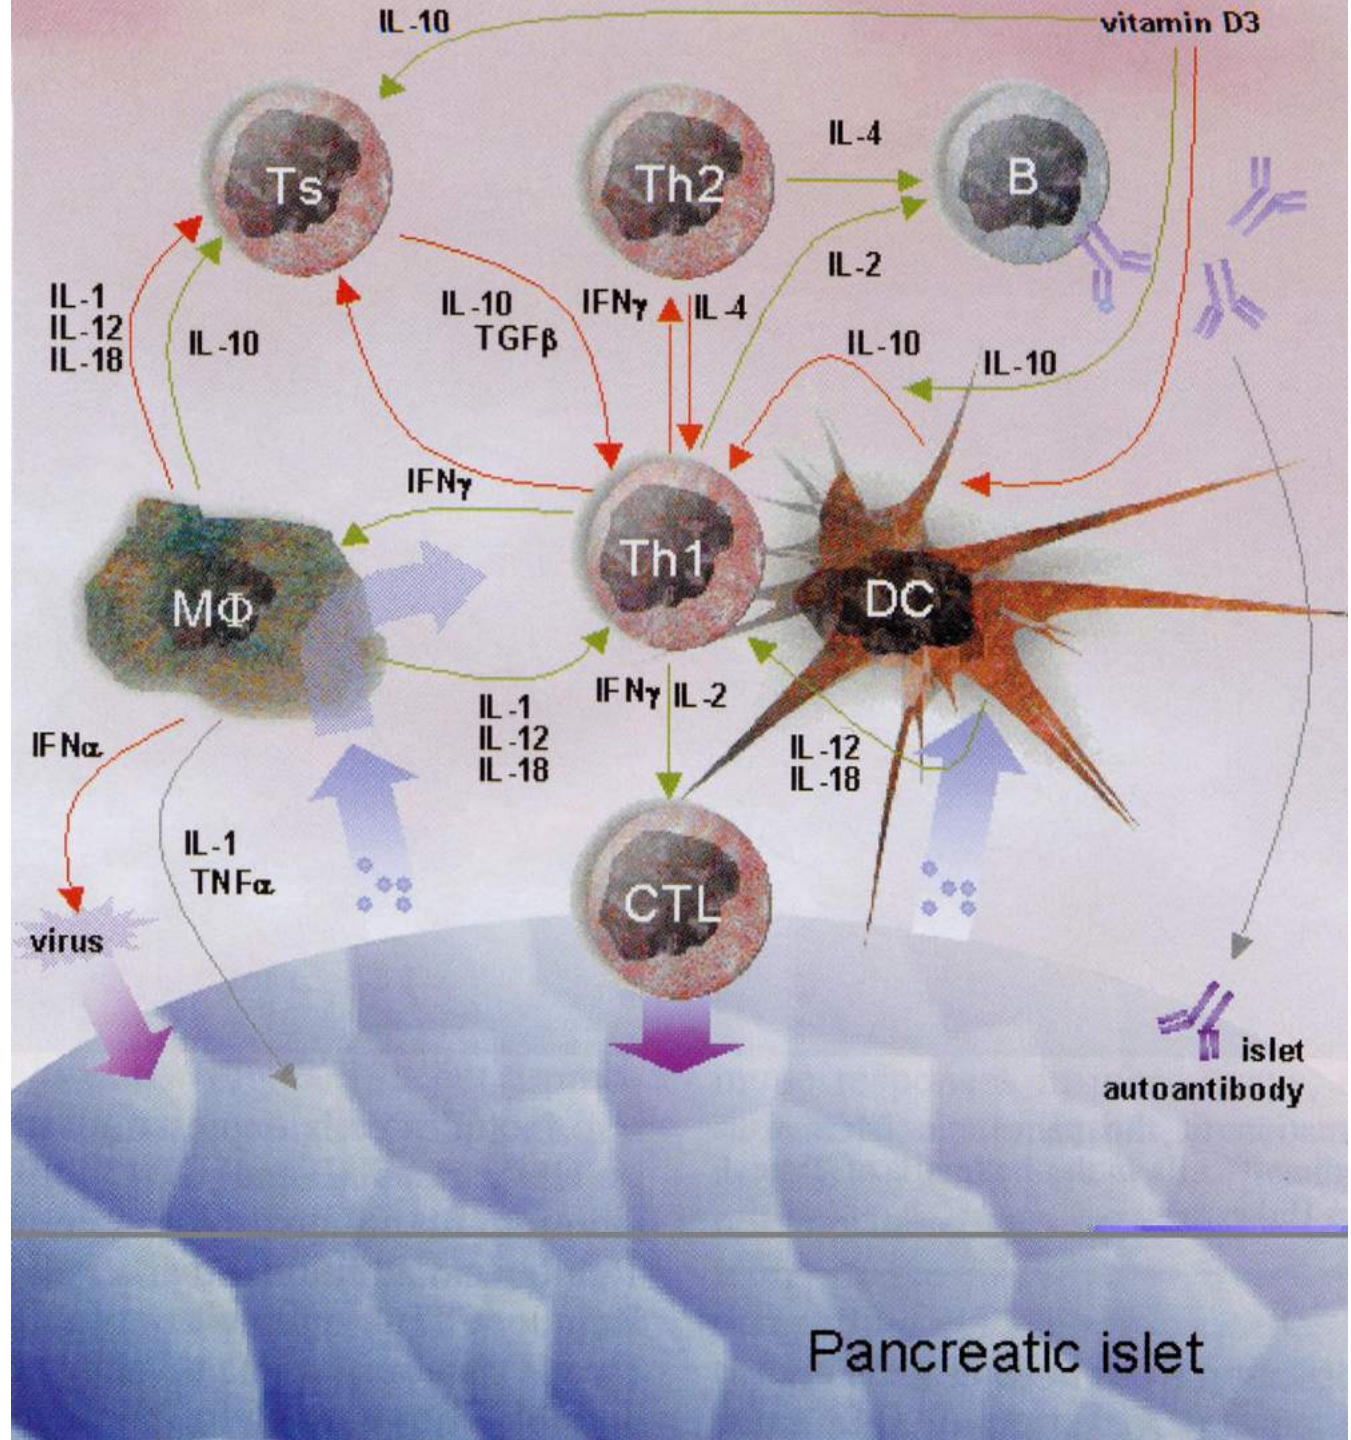 IL-10
vitamin D3
Ts
Th2
IL-4
B
IL-2
IL-1
IL-12
IL-18
IL-10
IL-10
TGFβ
IFNγ
IL-4
IL-10
IL-10
IFNγ
Th1
DC
MΦ
IFNα
IL-1
IL-12
IL-18
IFNγ
IL-2
IL-12
IL-18
IL-1
TNFα
CTL
virus
islet
autoantibody
Pancreatic islet